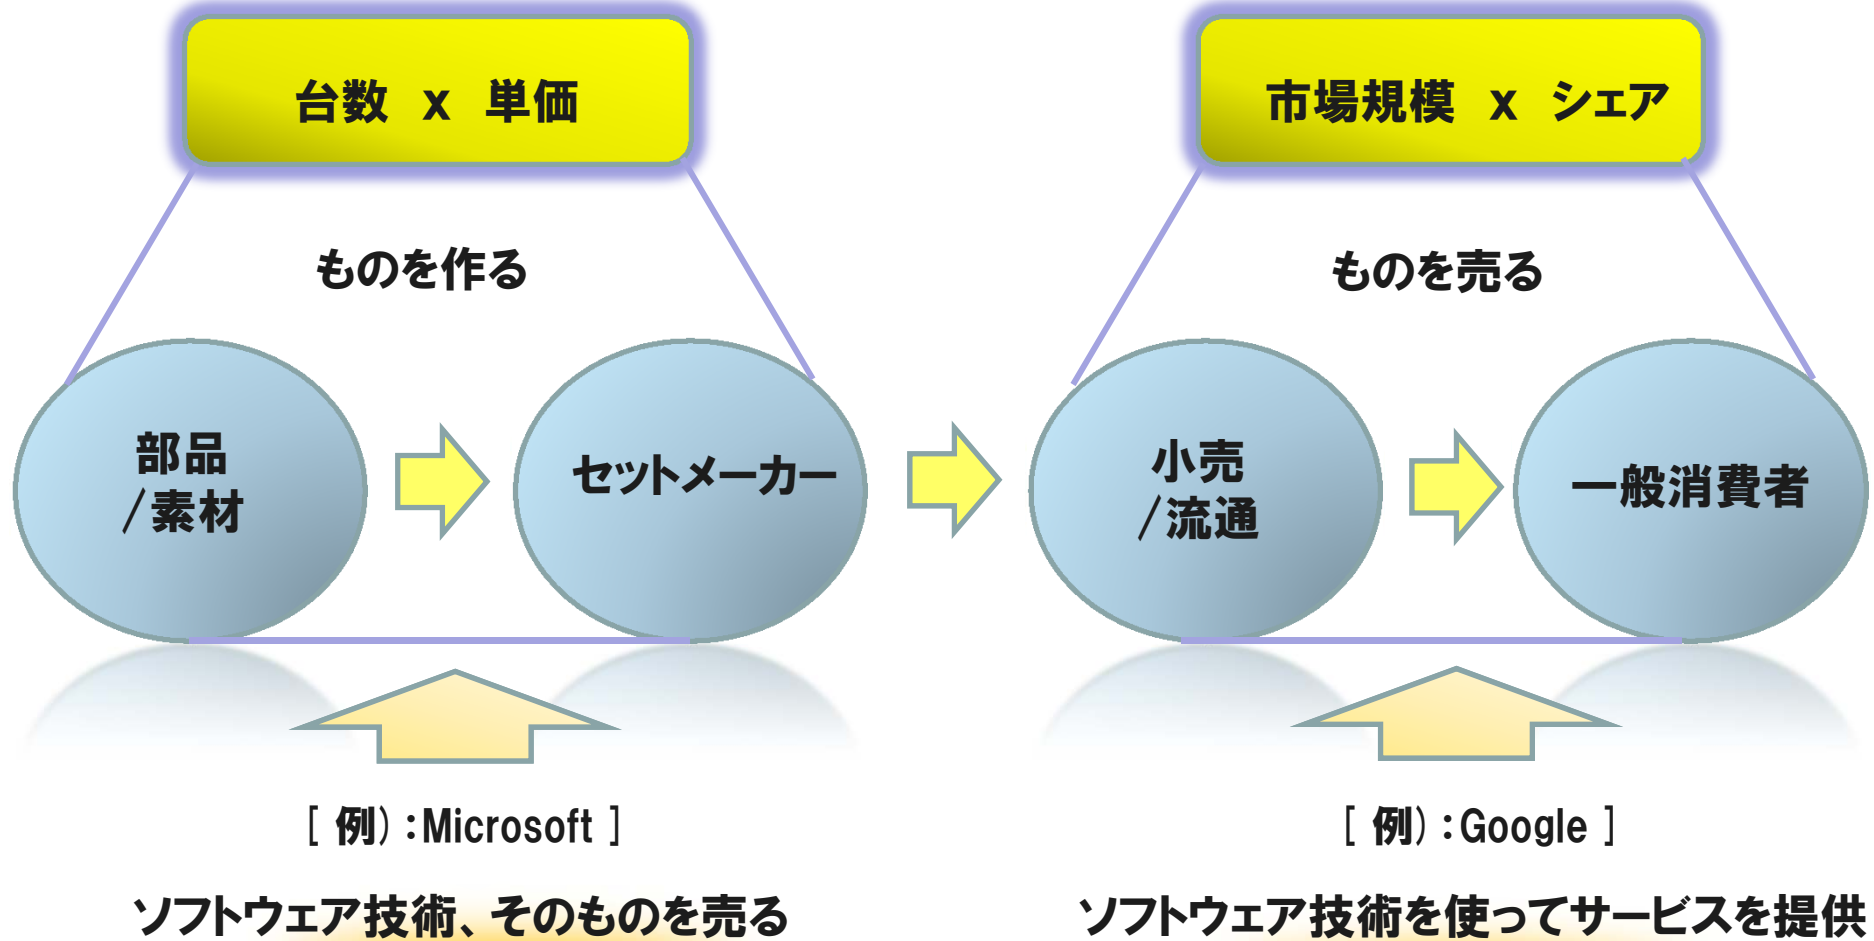 台数 x 単価
市場規模 x シェア
ものを作る
ものを売る
部品
/素材
セットメーカー
小売
/流通
一般消費者
[ 例）：Microsoft ]
[ 例）：Google ]
ソフトウェア技術、そのものを売る
ソフトウェア技術を使ってサービスを提供